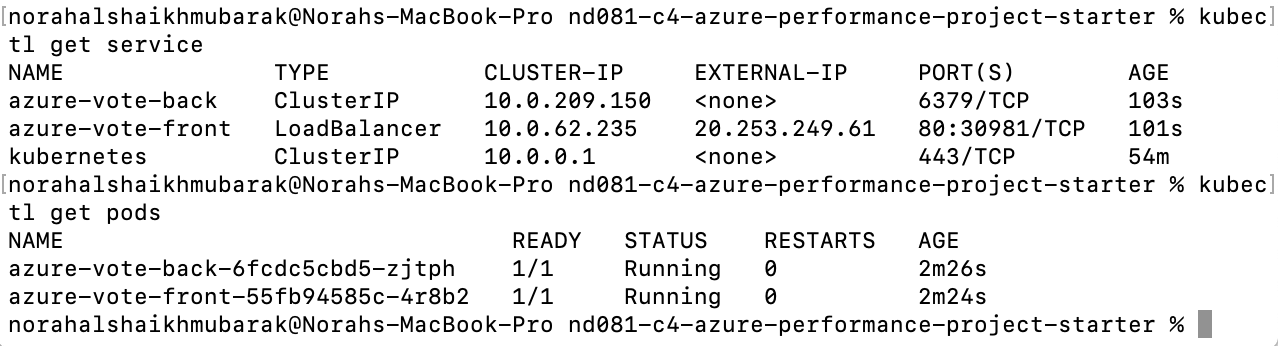 [norahalshaikhmubarak@Norahs-MacBook-Pro nd081-c4-azure-performance-project-starter % kubec]
tl get service
NAME TYPE CLUSTER-IP EXTERNAL-IP PORT(S) AGE
azure-vote-back ClusterIP 10.0.209.150 <none> 6379/TCP 103s
azure-vote-front LoadBalancer 10.0.62.235 20.253.249.61 80:30981/TCP 101s
kubernetes ClusterIP 10.0.0.1 <none> 443/TCP 54m
[norahalshaikhmubarak@Norahs-MacBook-Pro nd081-c4-azure-performance-project-starter % kubec]
tl get pods
NAME READY STATUS RESTARTS AGE
azure-vote-back-6fcdc5cbd5-zjtph 1/1 Running 0 2m26s
azure-vote-front-55fb94585c-4r8b2 1/1 Running 0 2m24s
norahalshaikhmubarak@Norahs-MacBook-Pro nd081-c4-azure-performance-project-starter %